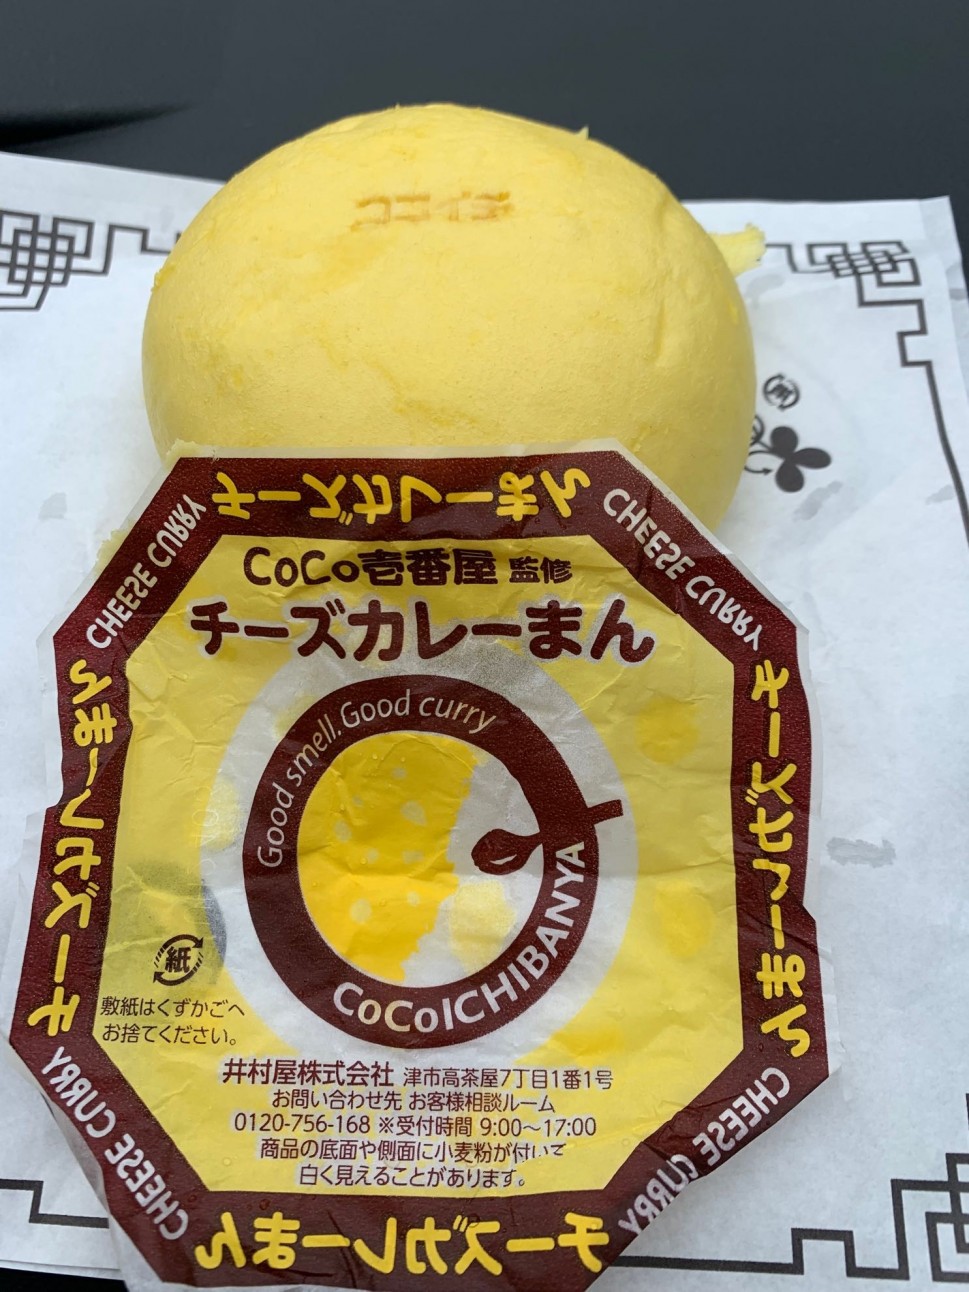 ココイチ
チーズカレーまん
CHEESE CURRY
CHEESE CURRY
CoCo壱番屋 監修
チーズカレーまん
Good smell, Good curry
CoCoICHIBANYA
チーズカレーまん
チーズカレーまん
紙
敷紙はくずかごへ
お捨てください。
井村屋株式会社 津市高茶屋7丁目1番1号
お問い合わせ先 お客様相談ルーム
0120-756-168 ※受付時間 9:00～17:00
商品の底面や側面に小麦粉が付いて
白く見えることがあります。
CHEESE CURRY
CHEESE CURRY
チーズカレーまん